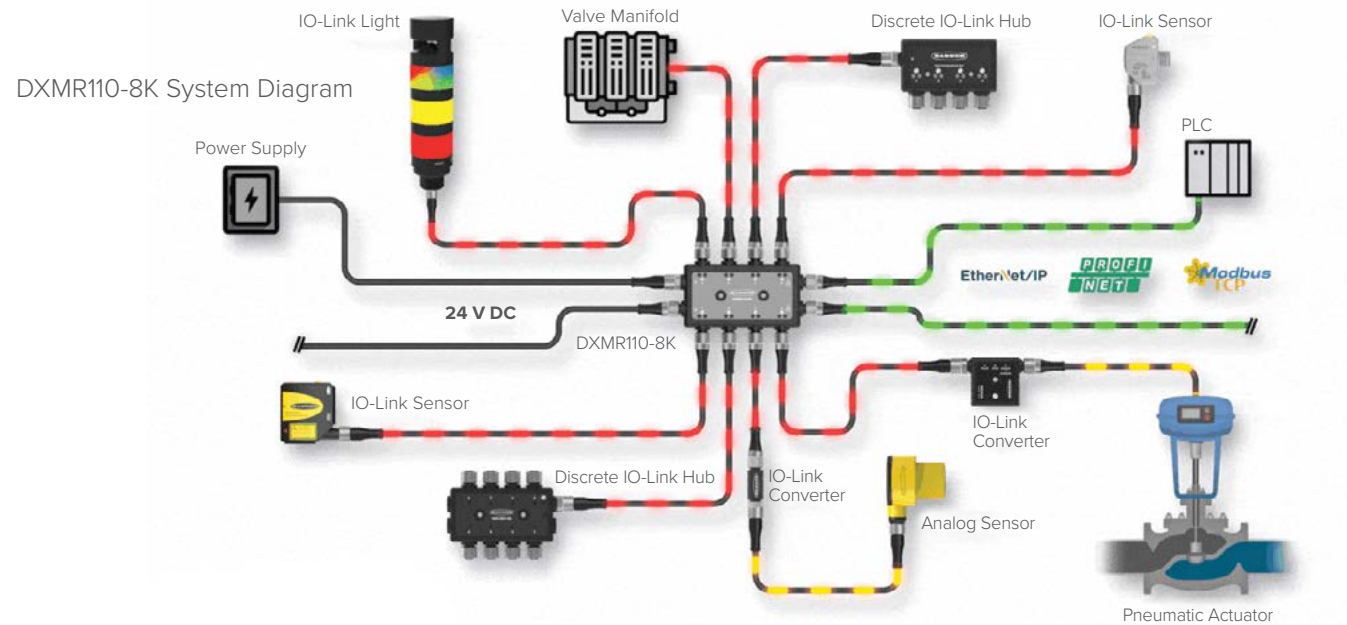 IO-Link Light
Valve Manifold
Discrete IO-Link Hub
IO-Link Sensor
DXMR110-8K System Diagram
BANNER
PLC
Power Supply
EtherNet/IP
PROFI
NET
Modbus
TCP
24 V DC
DXMR110-8K
IO-Link Sensor
IO-Link
Converter
Discrete IO-Link Hub
IO-Link
Converter
Analog Sensor
Pneumatic Actuator